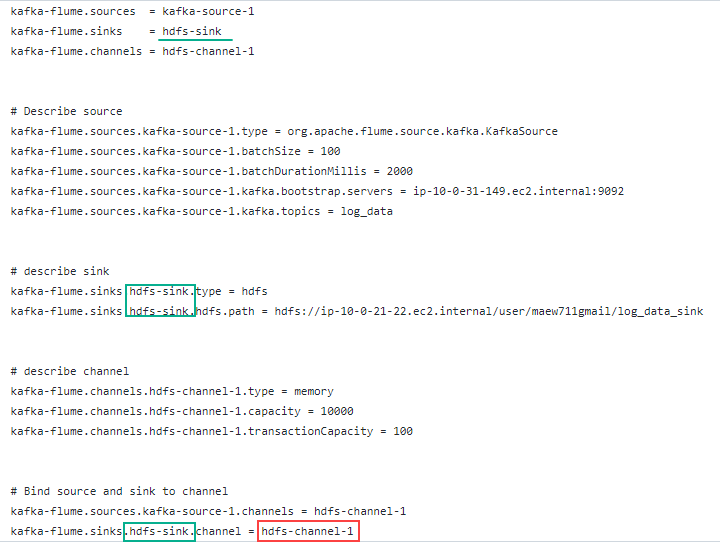 kafka-flume.sources  = kafka-source-1
kafka-flume.sinks    = hdfs-sink
kafka-flume.channels = hdfs-channel-1
# Describe source
kafka-flume.sources.kafka-source-1.type = org.apache.flume.source.kafka.KafkaSource
kafka-flume.sources.kafka-source-1.batchSize = 100
kafka-flume.sources.kafka-source-1.batchDurationMillis = 2000
kafka-flume.sources.kafka-source-1.kafka.bootstrap.servers = ip-10-0-31-149.ec2.internal:9092
kafka-flume.sources.kafka-source-1.kafka.topics = log_data
# describe sink
kafka-flume.sinks.hdfs-sink.type = hdfs
kafka-flume.sinks.hdfs-sink.hdfs.path = hdfs://ip-10-0-21-22.ec2.internal/user/maew711gmail/log_data_sink
# describe channel
kafka-flume.channels.hdfs-channel-1.type = memory
kafka-flume.channels.hdfs-channel-1.capacity = 10000
kafka-flume.channels.hdfs-channel-1.transactionCapacity = 100
# Bind source and sink to channel
kafka-flume.sources.kafka-source-1.channels = hdfs-channel-1
kafka-flume.sinks.hdfs-sink.channel = hdfs-channel-1